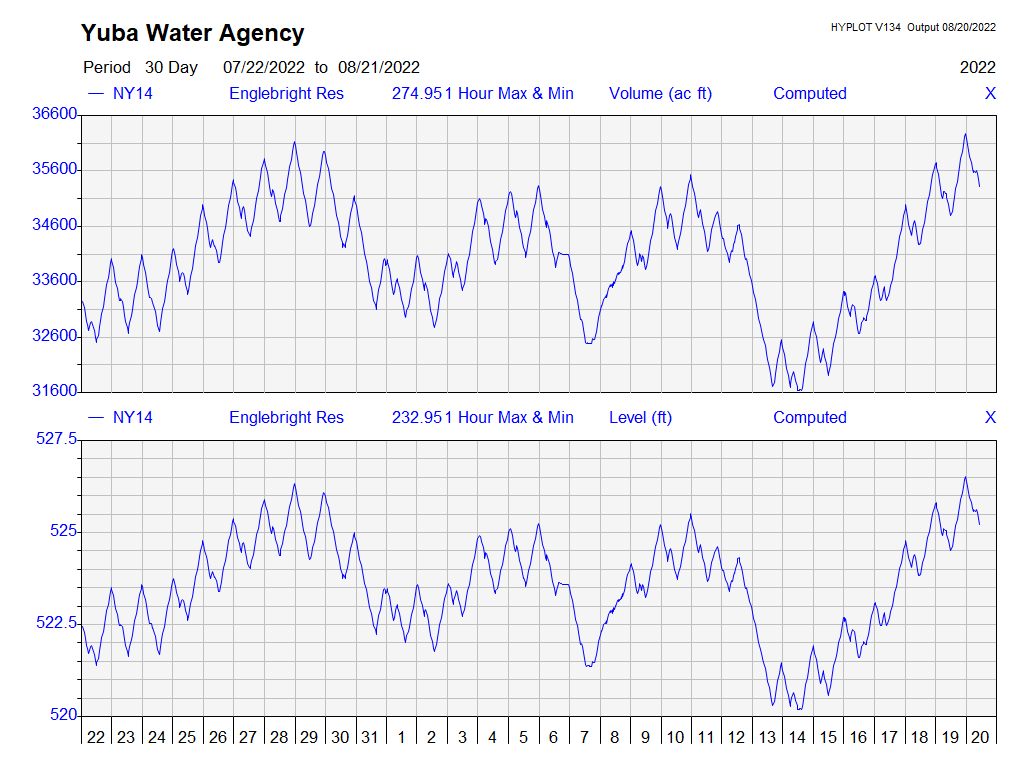 Yuba Water Agency
HYPLOT V134 Output 08/20/2022
Period 30 Day 07/22/2022 to 08/21/2022
2022
NY14 Englebright Res 274.951 Hour Max & Min Volume (ac ft) Computed X
36600
35600
34600
33600
32600
31600
NY14 Englebright Res 232.951 Hour Max & Min Level (ft) Computed X
527.5
525
522.5
520
22 23 24 25 26 27 28 29 30 31 1 2 3 4 5 6 7 8 9 10 11 12 13 14 15 16 17 18 19 20